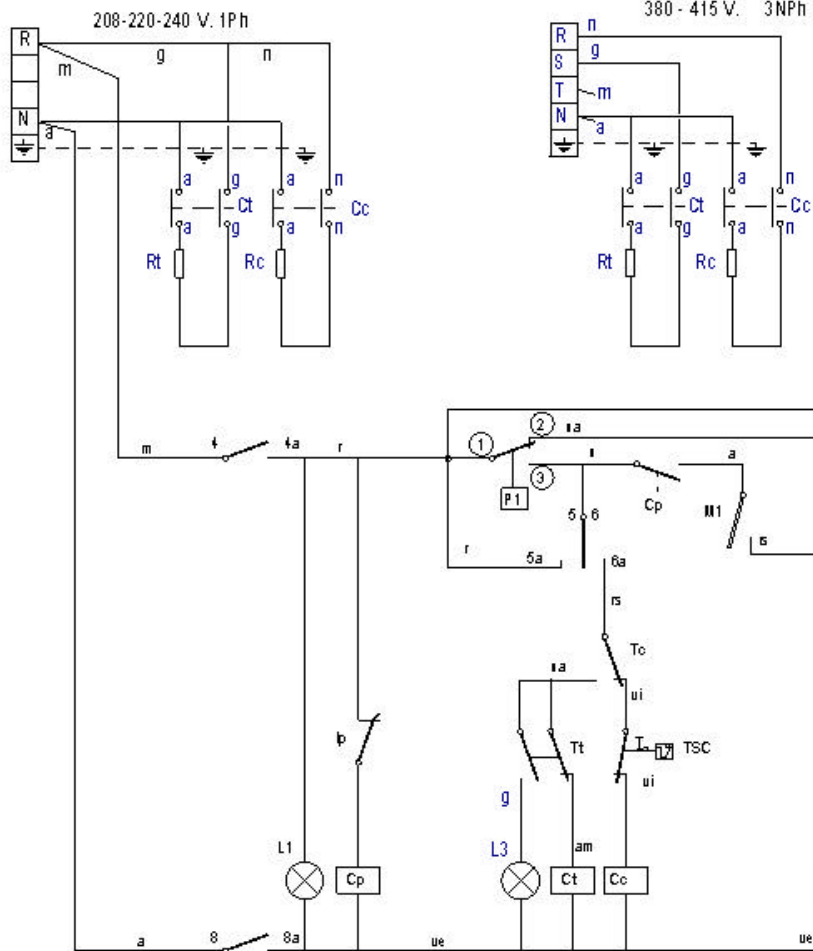 208-220-240 V. 1Ph
380 - 415 V. 3NPh
R
m
g
n
N
a
a
g
a
n
Ct
Cc
a
g
a
n
Rt
Rc
R
n
S
g
T
m
N
a
a
g
a
n
Ct
Cc
a
g
a
n
Rt
Rc
m
4
4a
r
1
2
3
P1
a
Cp
M1
5
6
r
5a
6a
rs
Tc
ui
Tt
TSC
ui
g
am
Ip
L1
Cp
L3
Ct
Cc
a
8
8a
ue
ue